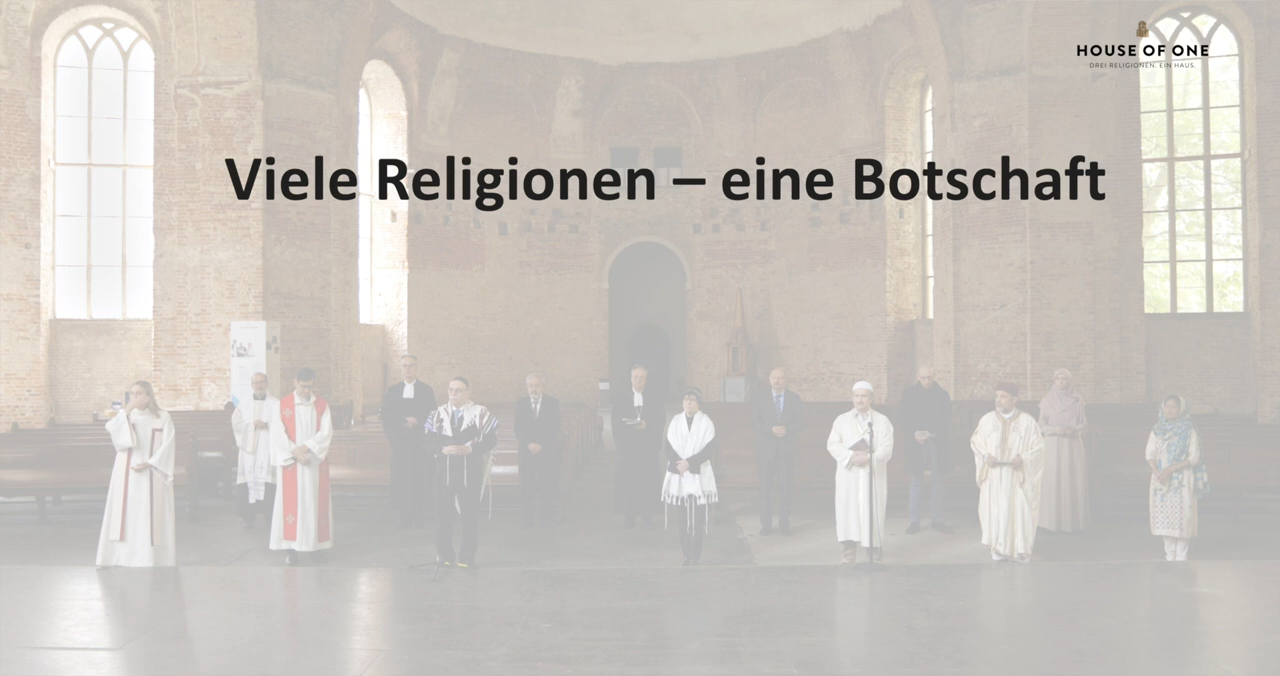 HOUSE OF ONE
DREI RELIGIONEN. EIN HAUS.
Viele Religionen – eine Botschaft